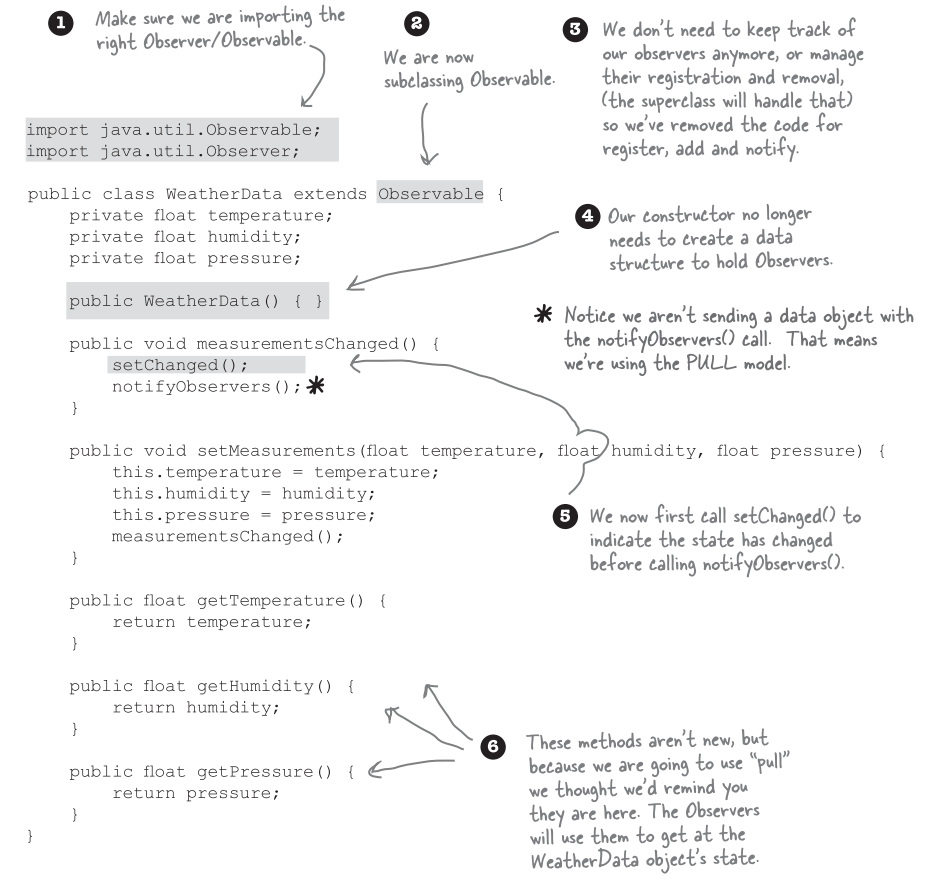 1 Make sure we are importing the
right Observer/Observable.
2
We are now
subclassing Observable.
3 We don't need to keep track of
our observers anymore, or manage
their registration and removal,
(the superclass will handle that)
so we've removed the code for
register, add and notify.
import java.util.Observable;
import java.util.Observer;
public class WeatherData extends Observable {
private float temperature;
private float humidity;
private float pressure;
4 Our constructor no longer
needs to create a data
structure to hold Observers.
public WeatherData() { }
* Notice we aren't sending a data object with
the notifyObservers() call. That means
we're using the PULL model.
public void measurementsChanged() {
setChanged();
notifyObservers(); *
}
public void setMeasurements(float temperature, float humidity, float pressure) {
this.temperature = temperature;
this.humidity = humidity;
this.pressure = pressure;
measurementsChanged();
}
5 We now first call setChanged() to
indicate the state has changed
before calling notifyObservers().
public float getTemperature() {
return temperature;
}
public float getHumidity() {
return humidity;
}
public float getPressure() {
return pressure;
}
}
6 These methods aren't new, but
because we are going to use "pull"
we thought we'd remind you
they are here. The Observers
will use them to get at the
WeatherData object's state.